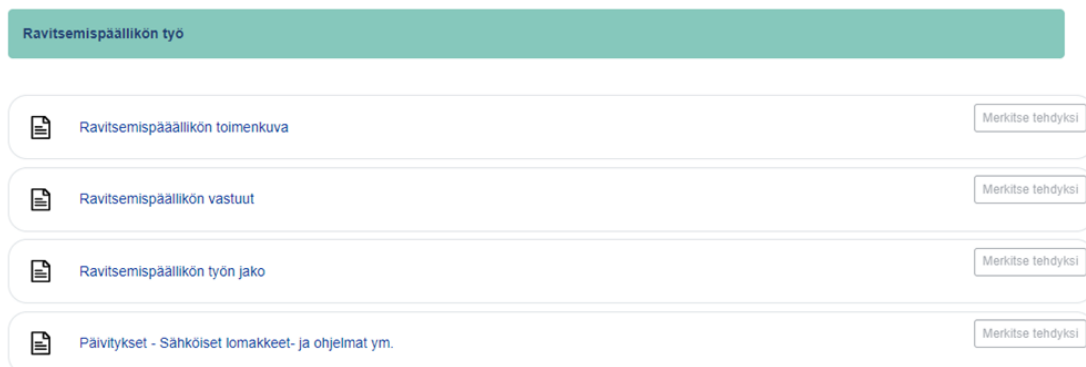 Ravitsemispäällikön työ
Ravitsemispääällikön toimenkuva
Merkitse tehdyksi
Ravitsemispäällikön vastuut
Merkitse tehdyksi
Ravitsemispäällikön työn jako
Merkitse tehdyksi
Päivitykset - Sähköiset lomakkeet- ja ohjelmat ym.
Merkitse tehdyksi